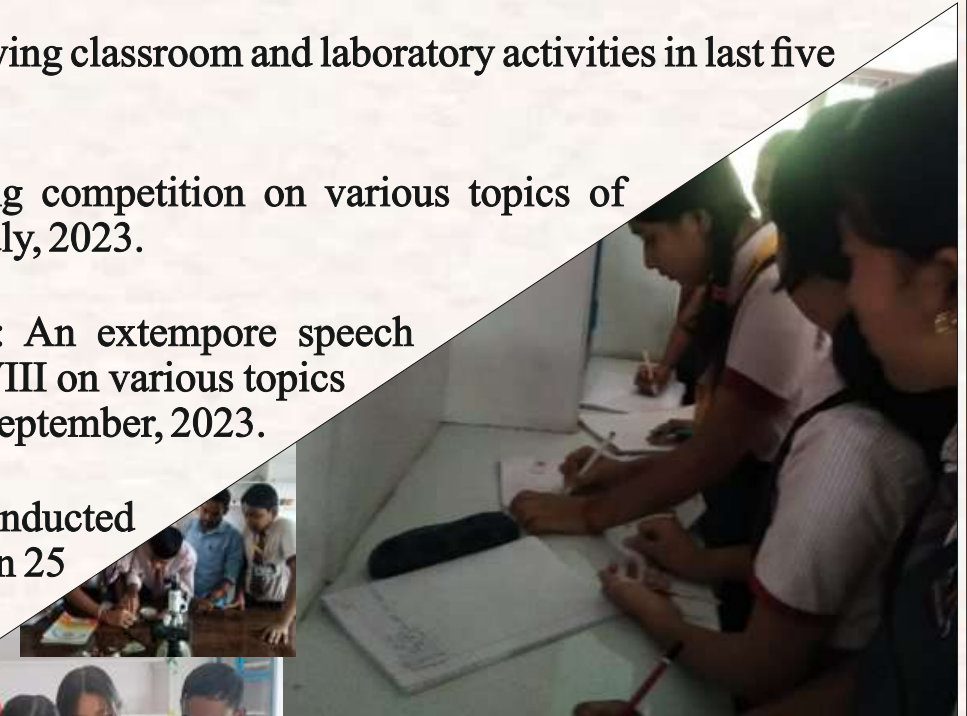 ving classroom and laboratory activities in last five
g competition on various topics of
ly, 2023.
: An extempore speech
VIII on various topics
eptember, 2023.
nducted
n 25